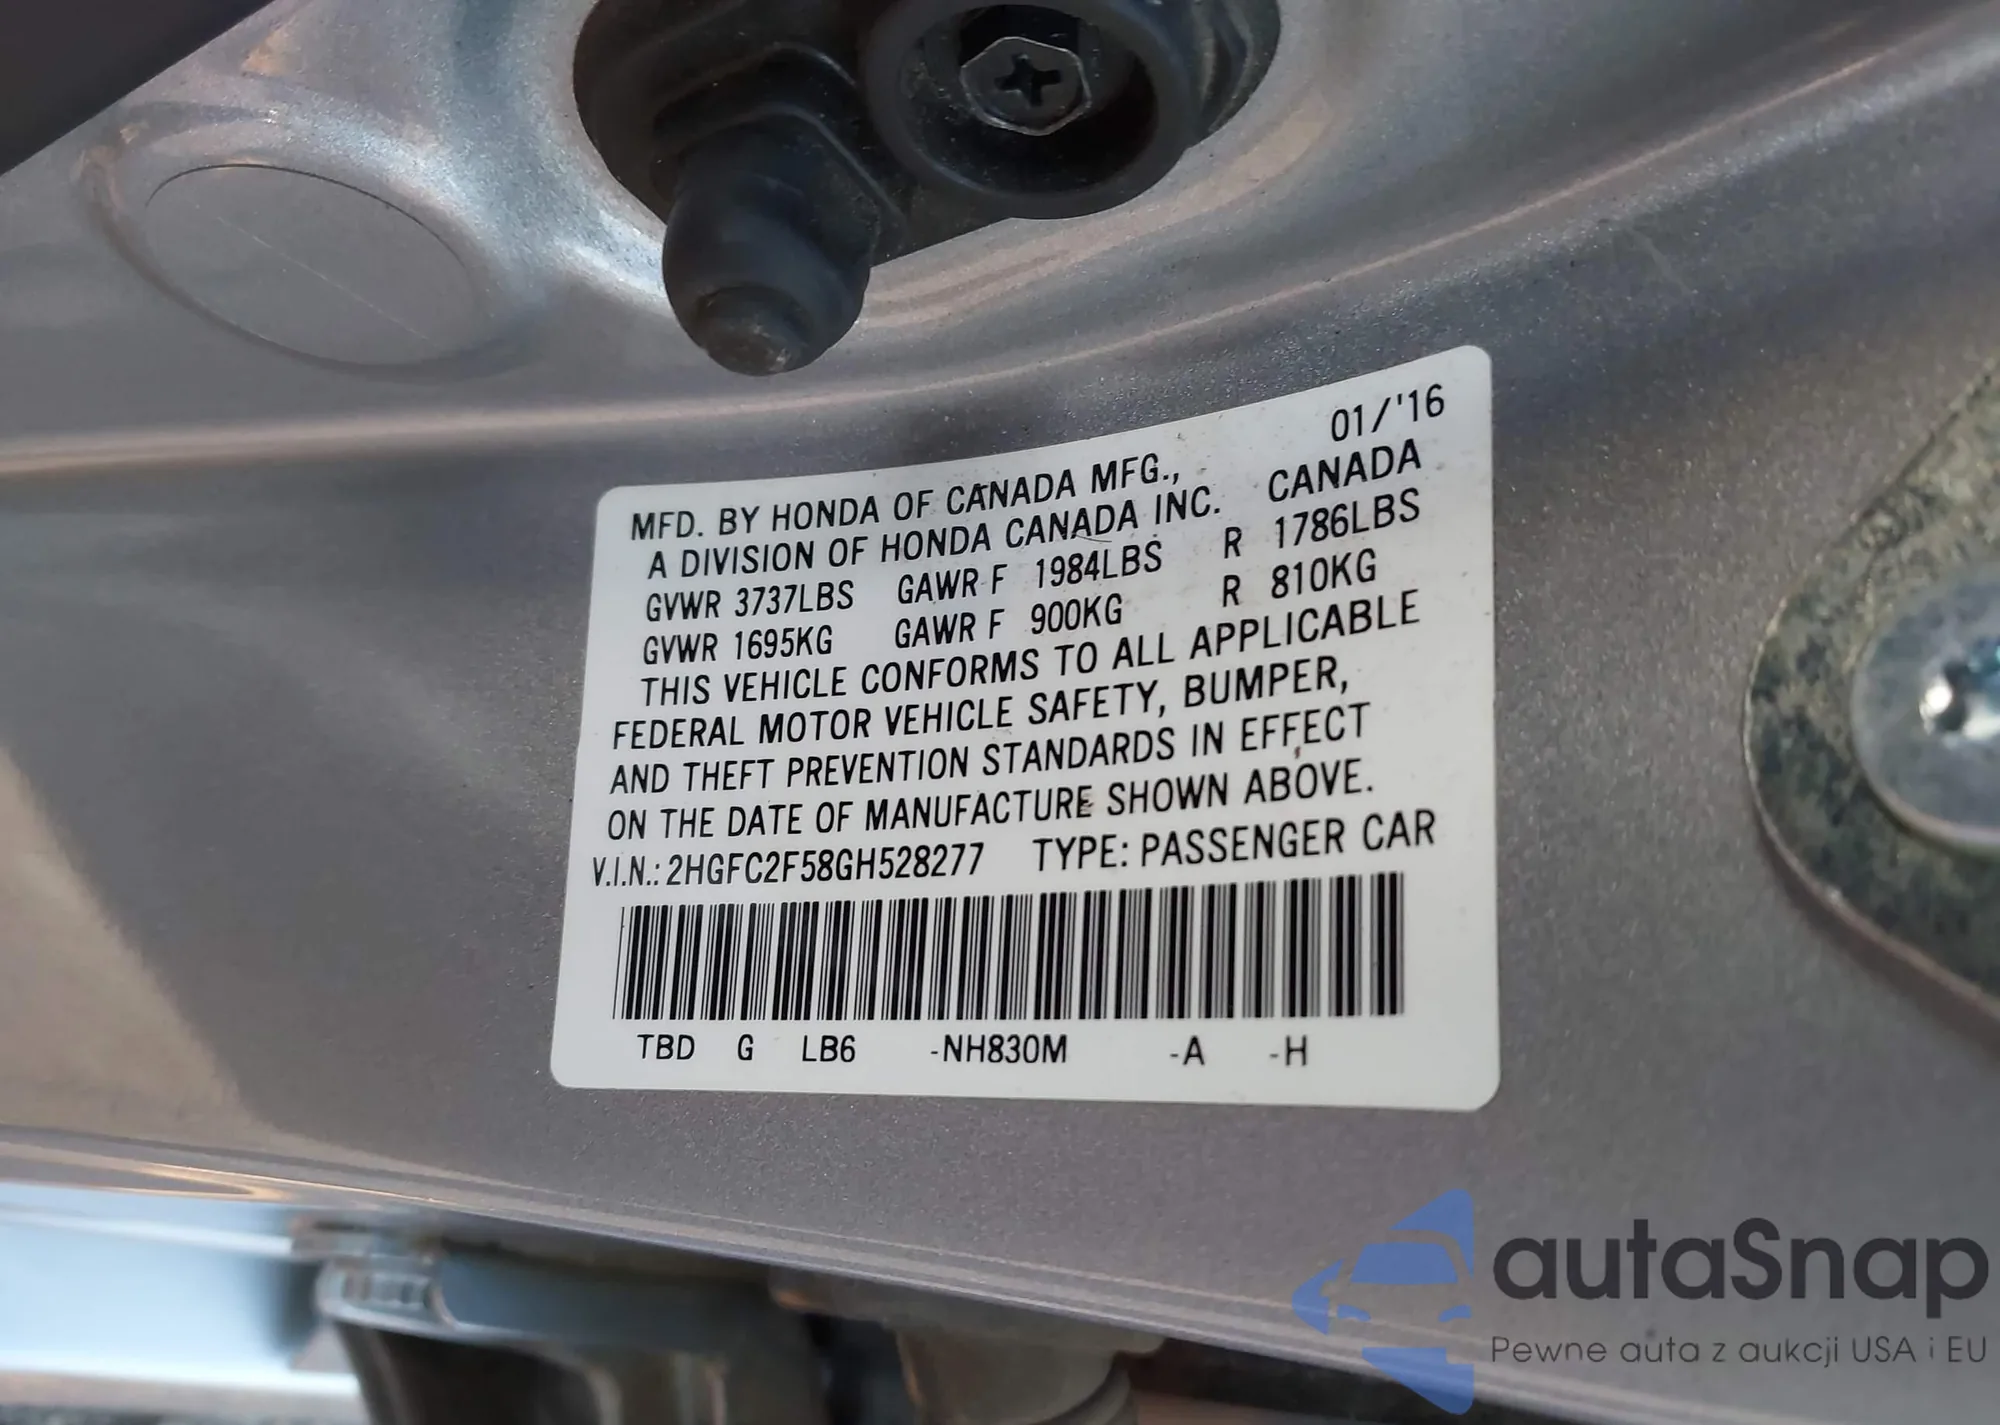 01/'16
MFD. BY HONDA OF CANADA MFG.,
A DIVISION OF HONDA CANADA INC. CANADA
GVWR 3737LBS GAWR F 1984LBS R 1786LBS
GVWR 1695KG GAWR F 900KG R 810KG
THIS VEHICLE CONFORMS TO ALL APPLICABLE
FEDERAL MOTOR VEHICLE SAFETY, BUMPER,
AND THEFT PREVENTION STANDARDS IN EFFECT
ON THE DATE OF MANUFACTURE SHOWN ABOVE.
V.I.N.: 2HGFC2F58GH528277 TYPE: PASSENGER CAR
TBD G LB6 -NH830M -A -H
autaSnap
Pewne auta z aukcji USA i EU